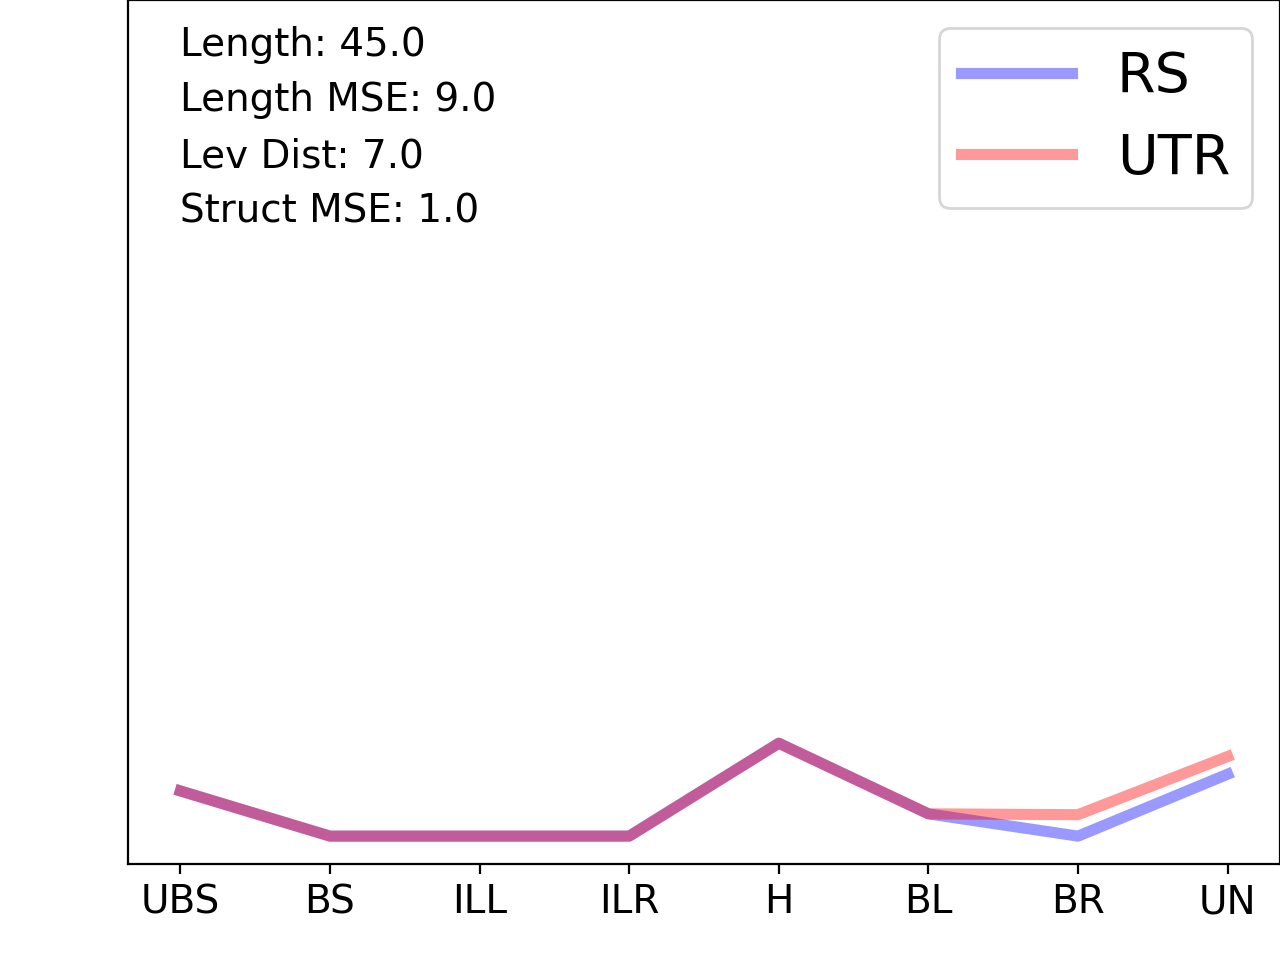 Length: 45.0
Length MSE: 9.0
Lev Dist: 7.0
Struct MSE: 1.0
RS
UTR
UBS BS ILL ILR H BL BR UN